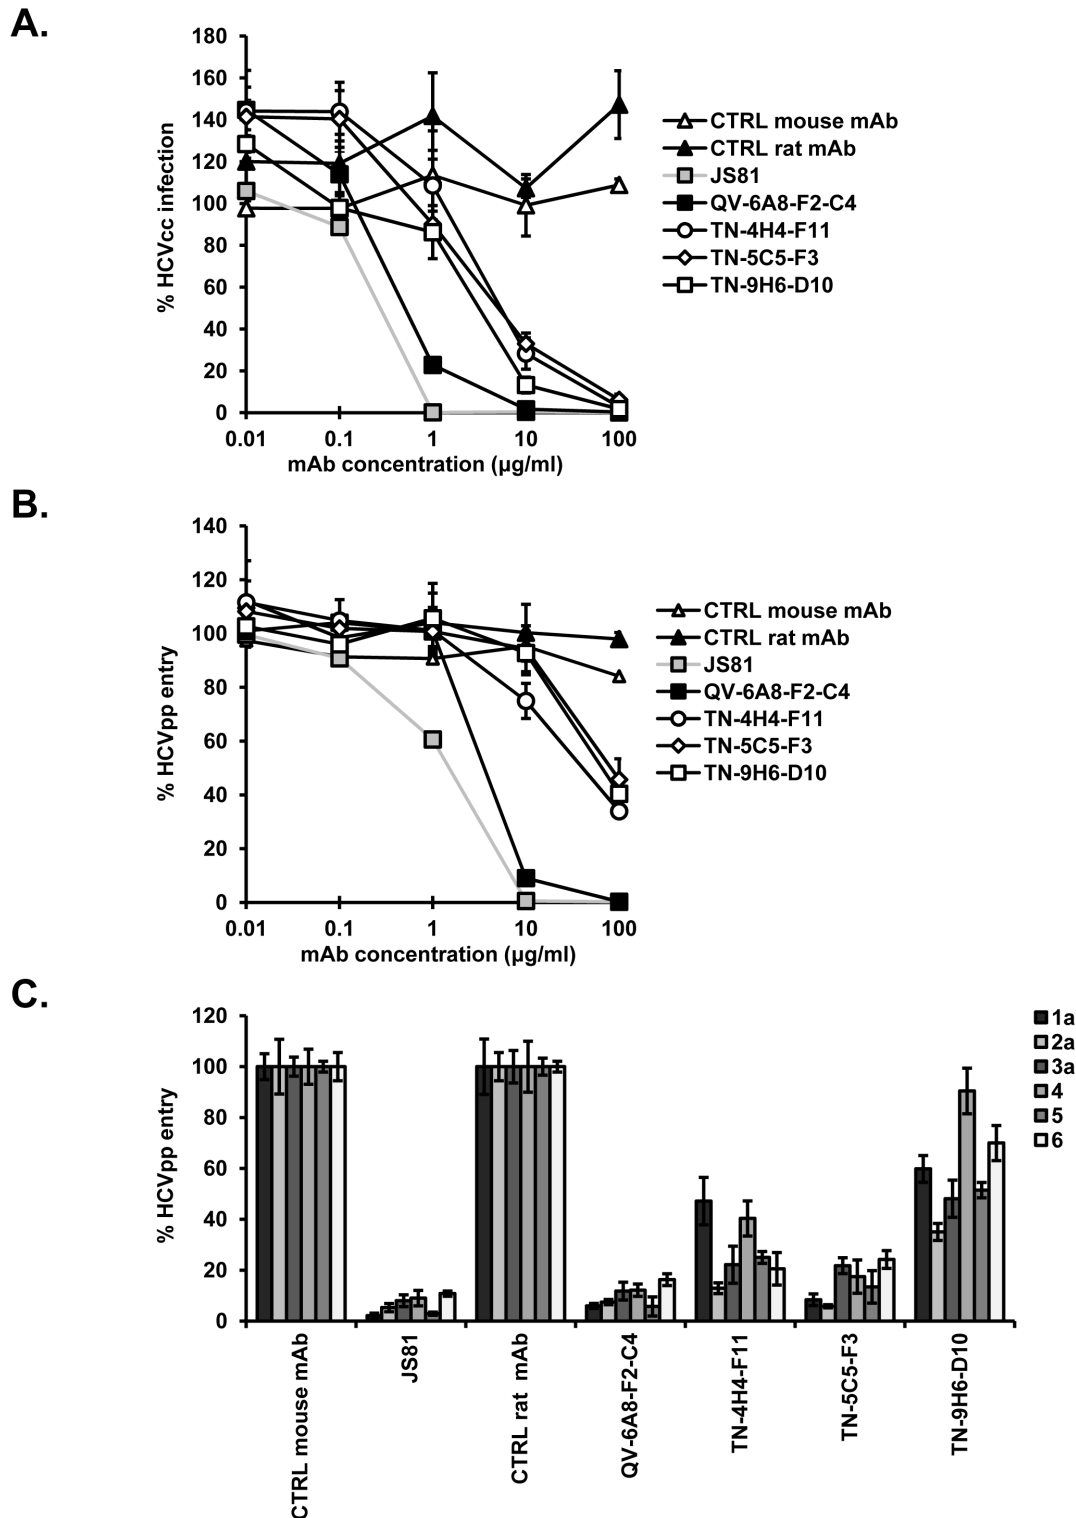 A.
% HCVcc infection
180
160
140
120
100
80
60
40
20
0
0.01 0.1 1 10 100
mAb concentration (µg/ml)
CTRL mouse mAb
CTRL rat mAb
JS81
QV-6A8-F2-C4
TN-4H4-F11
TN-5C5-F3
TN-9H6-D10
B.
% HCVpp entry
140
120
100
80
60
40
20
0
0.01 0.1 1 10 100
mAb concentration (µg/ml)
CTRL mouse mAb
CTRL rat mAb
JS81
QV-6A8-F2-C4
TN-4H4-F11
TN-5C5-F3
TN-9H6-D10
C.
% HCVpp entry
120
100
80
60
40
20
0
CTRL mouse mAb
JS81
CTRL rat mAb
QV-6A8-F2-C4
TN-4H4-F11
TN-5C5-F3
TN-9H6-D10
1a
2a
3a
4
5
6